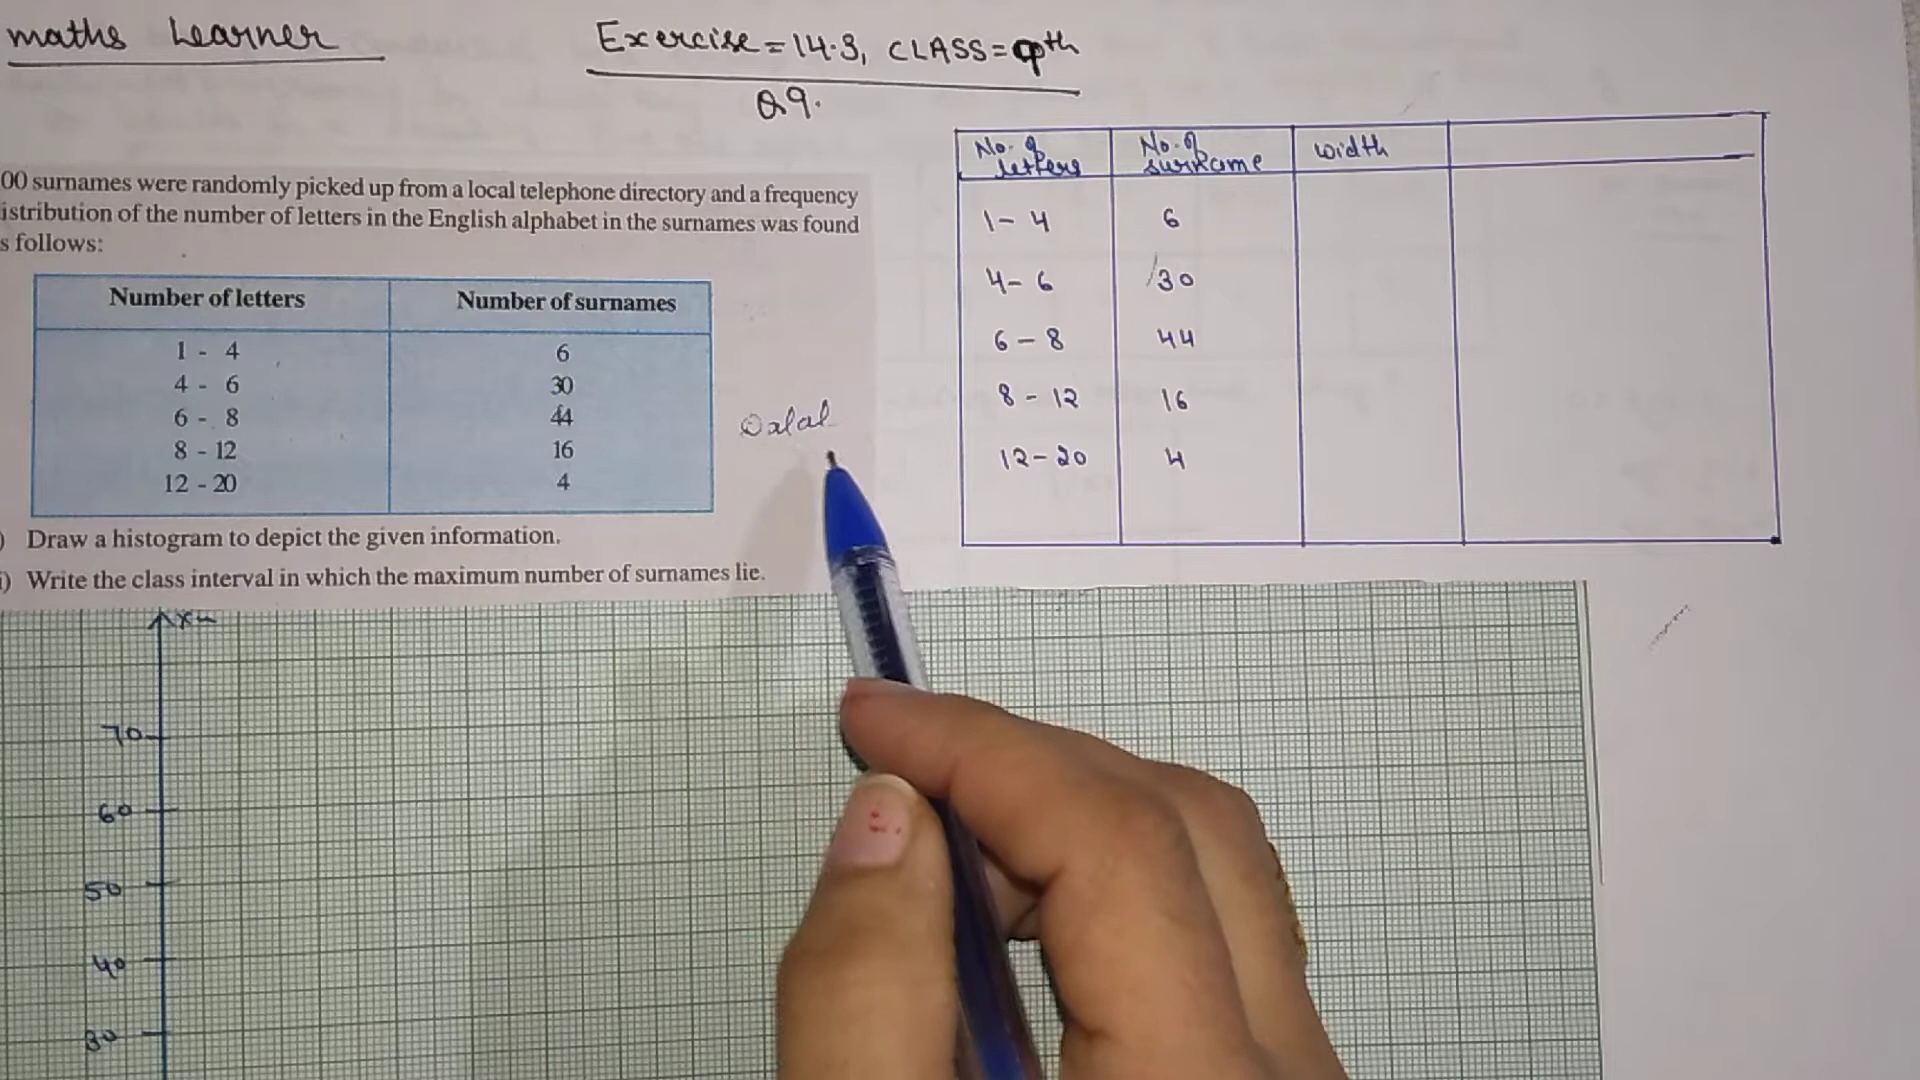 maths Learner
Exercise = 14.3, CLASS = 9th
Q9.
00 surnames were randomly picked up from a local telephone directory and a frequency
istribution of the number of letters in the English alphabet in the surnames was found
s follows:
Number of letters Number of surnames
1 - 4 6
4 - 6 30
6 - 8 44
8 - 12 16
12 - 20 4
) Draw a histogram to depict the given information.
i) Write the class interval in which the maximum number of surnames lie.
No. of letters No. of surname width
1 - 4 6
4 - 6 30
6 - 8 44
8 - 12 16
12 - 20 4
70
60
50
40
30